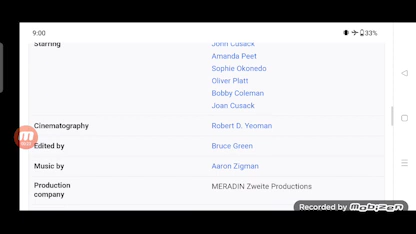 9:00
33%
Starring
John Cusack
Amanda Peet
Sophie Okonedo
Oliver Platt
Bobby Coleman
Joan Cusack
Cinematography
Robert D. Yeoman
Edited by
Bruce Green
Music by
Aaron Zigman
Production
company
MERADIN Zweite Productions
Recorded by Mobizen